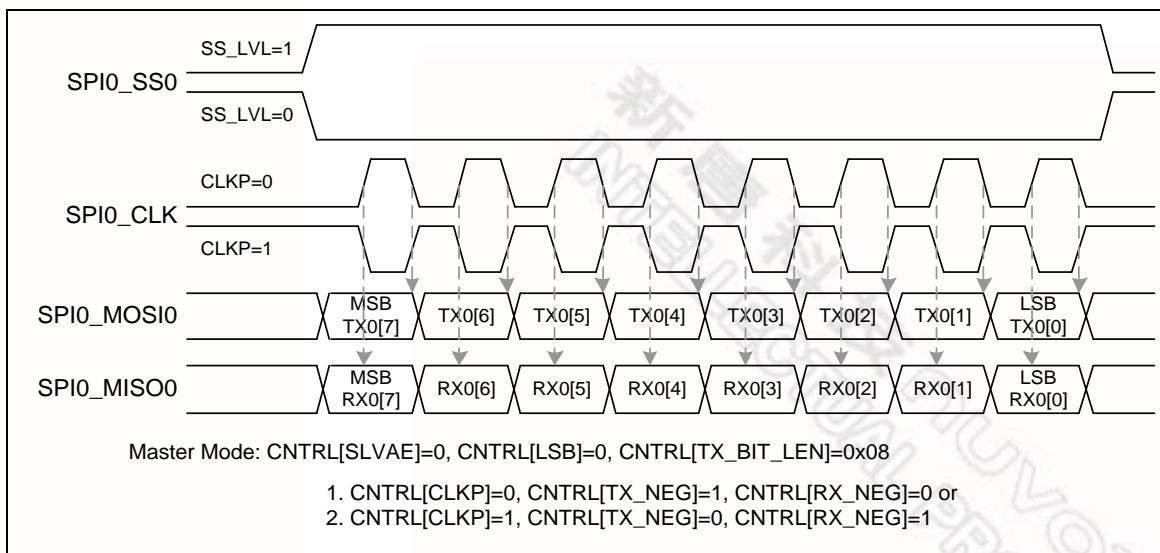 SS_LVL=1
SPI0_SS0
SS_LVL=0
CLKP=0
SPI0_CLK
CLKP=1
SPI0_MOSI0
MSB TX0[7] TX0[6] TX0[5] TX0[4] TX0[3] TX0[2] TX0[1] LSB TX0[0]
SPI0_MISO0
MSB RX0[7] RX0[6] RX0[5] RX0[4] RX0[3] RX0[2] RX0[1] LSB RX0[0]
Master Mode: CNTRL[SLVAE]=0, CNTRL[LSB]=0, CNTRL[TX_BIT_LEN]=0x08
1. CNTRL[CLKP]=0, CNTRL[TX_NEG]=1, CNTRL[RX_NEG]=0 or
2. CNTRL[CLKP]=1, CNTRL[TX_NEG]=0, CNTRL[RX_NEG]=1
新唐科技